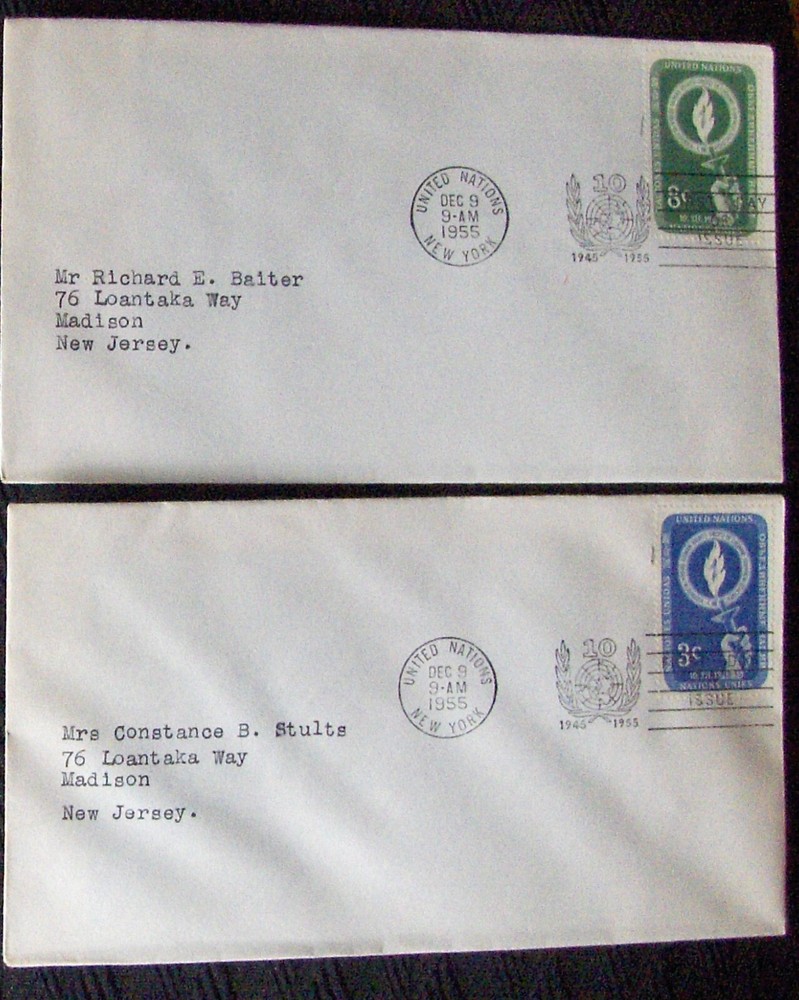 UNITED NATIONS
DEC 9
9-AM
1955
NEW YORK
10
1945 1955
UNITED NATIONS
8c
ISSUE
Mr Richard E. Baiter
76 Loantaka Way
Madison
New Jersey.
UNITED NATIONS
DEC 9
9-AM
1955
NEW YORK
10
1945 1955
UNITED NATIONS
3c
NATIONS UNIES
ISSUE
Mrs Constance B. Stults
76 Loantaka Way
Madison
New Jersey.